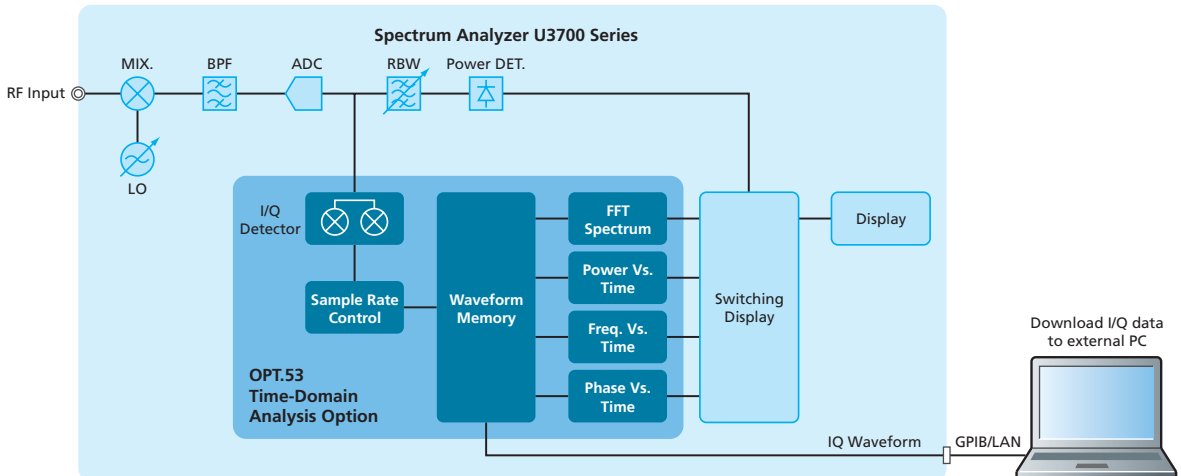 Spectrum Analyzer U3700 Series
MIX.
BPF
ADC
RBW
Power DET.
RF Input
LO
I/Q
Detector
FFT
Spectrum
Display
Power Vs.
Time
Sample Rate
Control
Waveform
Memory
Switching
Display
Freq. Vs.
Time
Download I/Q data
to external PC
OPT.53
Time-Domain
Analysis Option
Phase Vs.
Time
IQ Waveform
GPIB/LAN